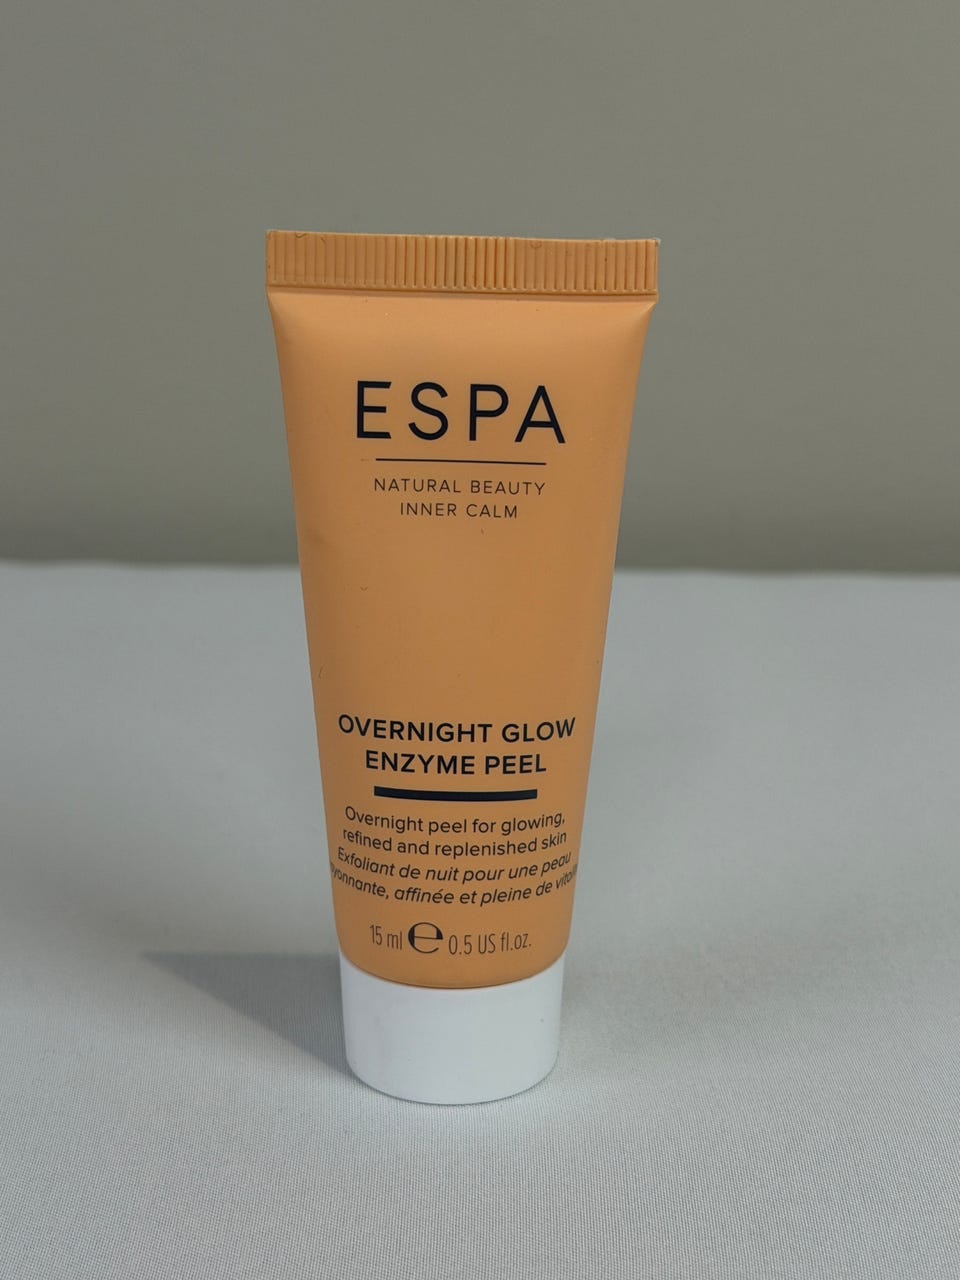 ESPA
NATURAL BEAUTY
INNER CALM
OVERNIGHT GLOW
ENZYME PEEL
Overnight peel for glowing,
refined and replenished skin
Exfoliant de nuit pour une peau
affinée et pleine de
15 ml e 0.5 US fl.oz.